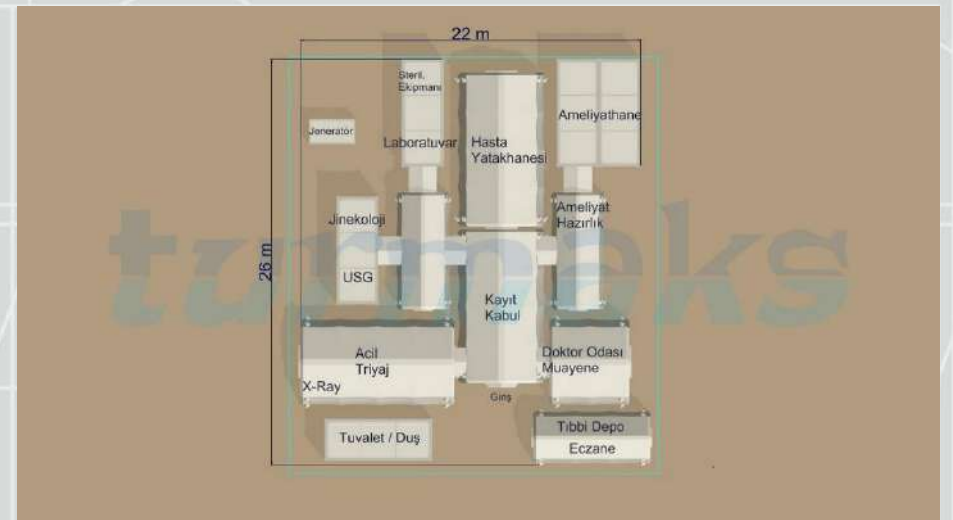 22 m
Steril.
Ekipmanı
Ameliyathane
Jeneratör
Laboratuvar
Hasta
Yatakhanesi
Jinekoloji
Ameliyat
Hazırlık
turmaks
26 m
USG
Kayıt
Kabul
Acil
Triyaj
X-Ray
Doktor Odası
Muayene
Giriş
Tuvalet / Duş
Tıbbi Depo
Eczane